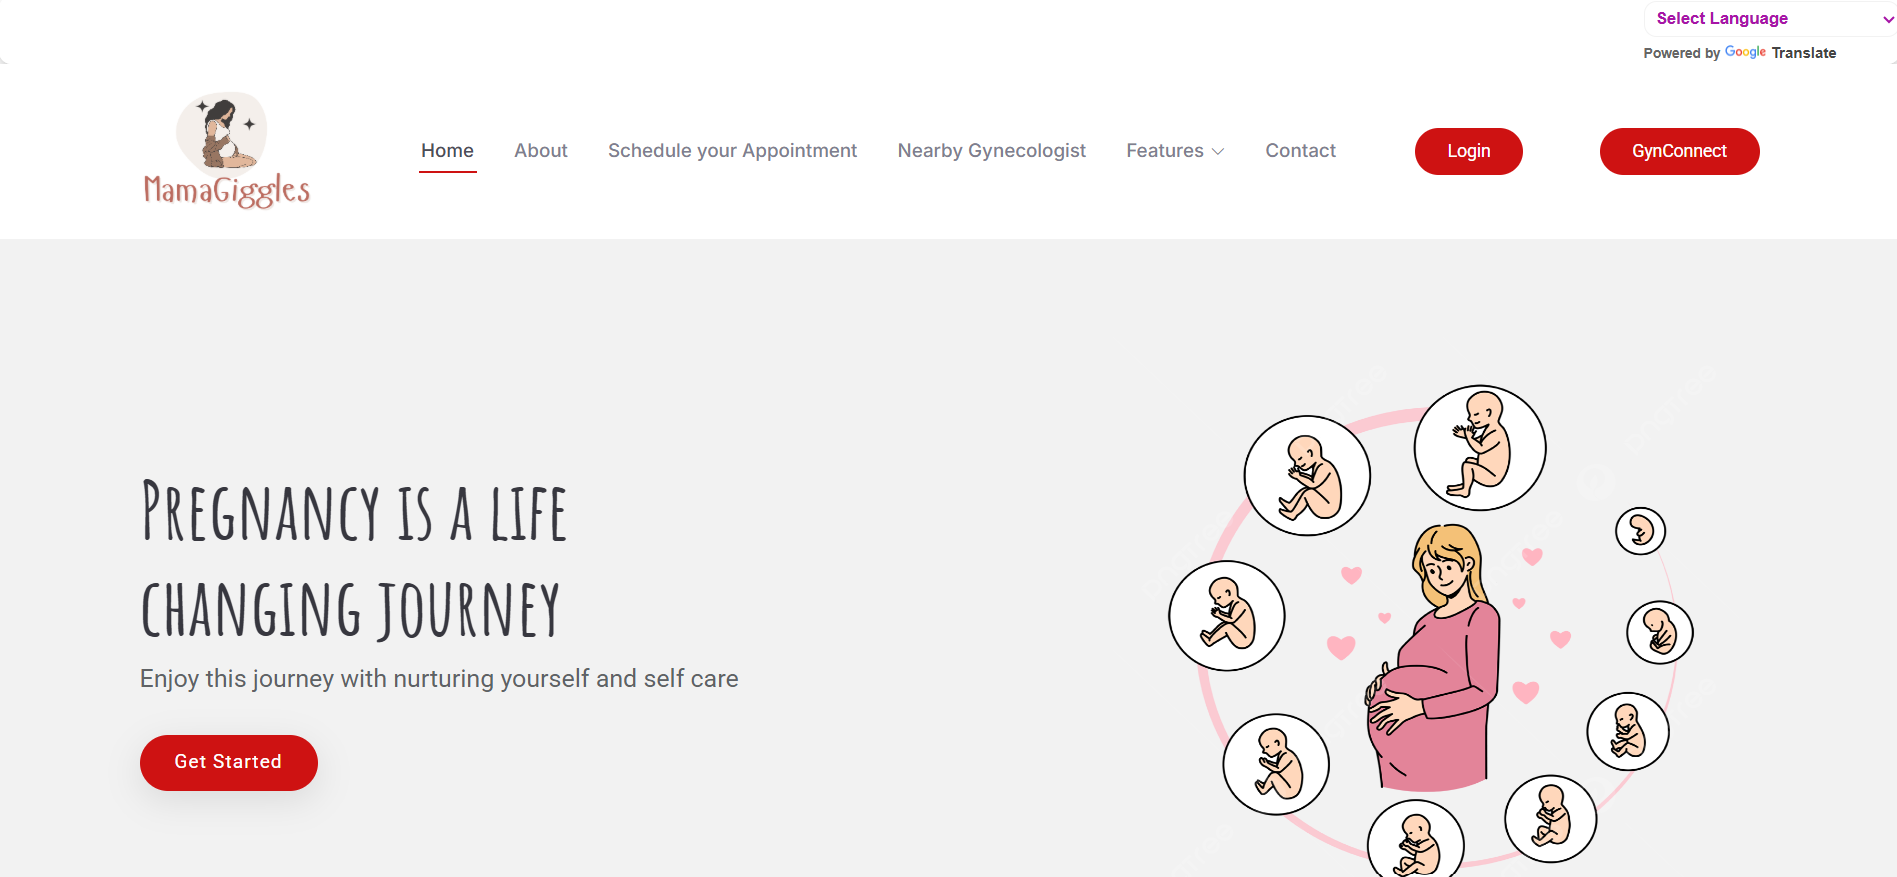 Select Language
Powered by Google Translate
MamaGiggles
Home About Schedule your Appointment Nearby Gynecologist Features Contact Login GynConnect
Pregnancy is a life
changing journey
Enjoy this journey with nurturing yourself and self care
Get Started